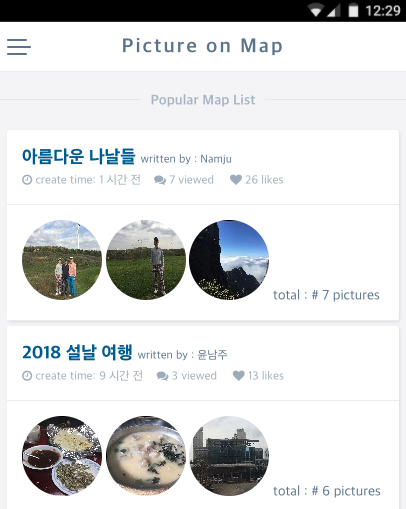 12:29
Picture on Map
Popular Map List
아름다운 나날들 written by : Namju
create time: 1 시간 전 7 viewed 26 likes
total : # 7 pictures
2018 설날 여행 written by : 윤남주
create time: 9 시간 전 3 viewed 13 likes
total : # 6 pictures